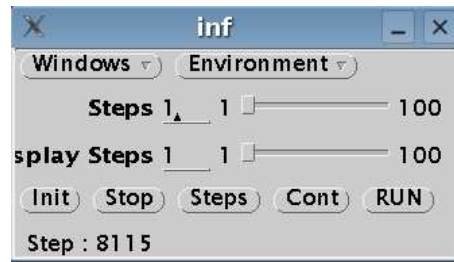 inf
Windows Environment
Steps 1 1 100
splay Steps 1 1 100
Init Stop Steps Cont RUN
Step : 8115